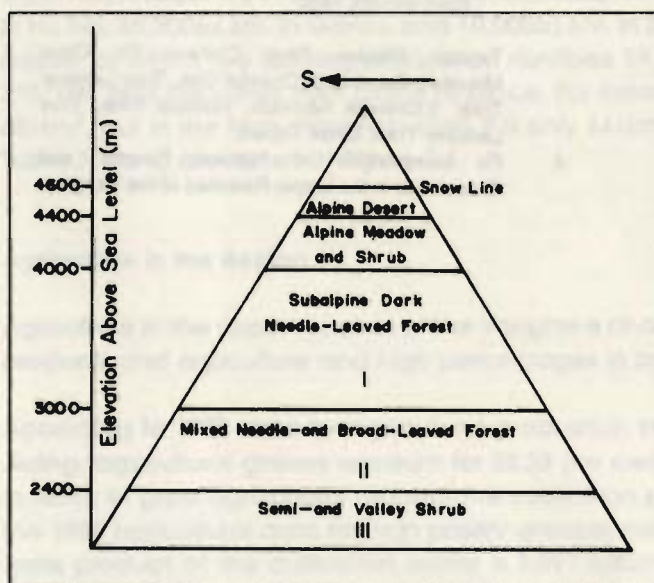 S
4600
Snow Line
Alpine Desert
4400
Alpine Meadow
and Shrub
4000
Subalpine Dark
Needle-Leaved Forest
I
3000
Mixed Needle-and Broad-Leaved Forest
II
2400
Semi-and Valley Shrub
III
Elevation Above Sea Level (m)